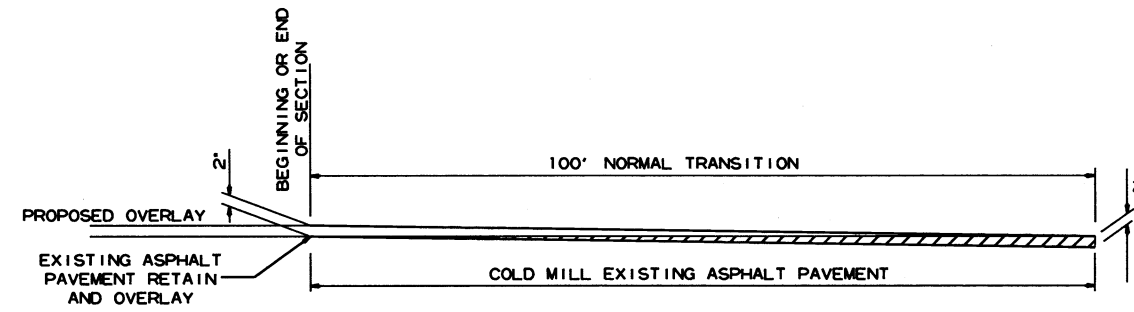 BEGINNING OR END
OF SECTION
2"
100' NORMAL TRANSITION
PROPOSED OVERLAY
EXISTING ASPHALT
PAVEMENT RETAIN
AND OVERLAY
COLD MILL EXISTING ASPHALT PAVEMENT